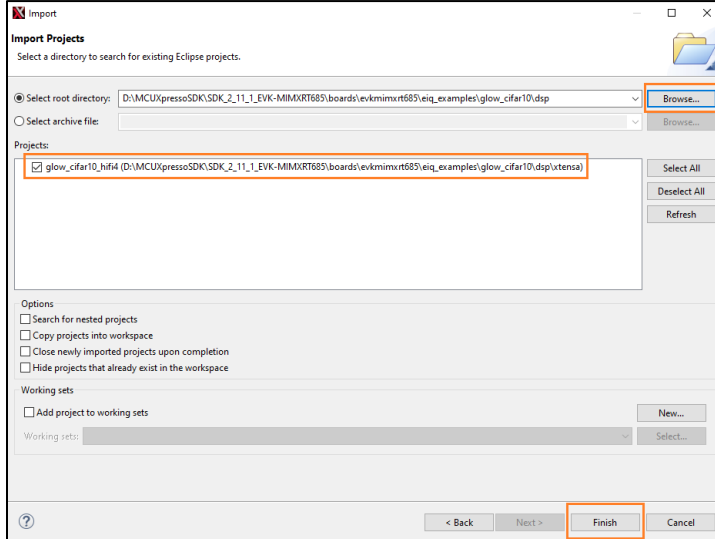 Import
Import Projects
Select a directory to search for existing Eclipse projects.
Select root directory: D:\MCUXpressoSDK\SDK_2_11_1_EVK-MIMXRT685\boards\evkmimxrt685\eiq_examples\glow_cifar10\dsp Browse...
Select archive file: Browse...
Projects:
glow_cifar10_hifi4 (D:\MCUXpressoSDK\SDK_2_11_1_EVK-MIMXRT685\boards\evkmimxrt685\eiq_examples\glow_cifar10\dsp\xtensa)
Select All
Deselect All
Refresh
Options
Search for nested projects
Copy projects into workspace
Close newly imported projects upon completion
Hide projects that already exist in the workspace
Working sets
Add project to working sets New...
Working sets: Select...
? < Back Next > Finish Cancel